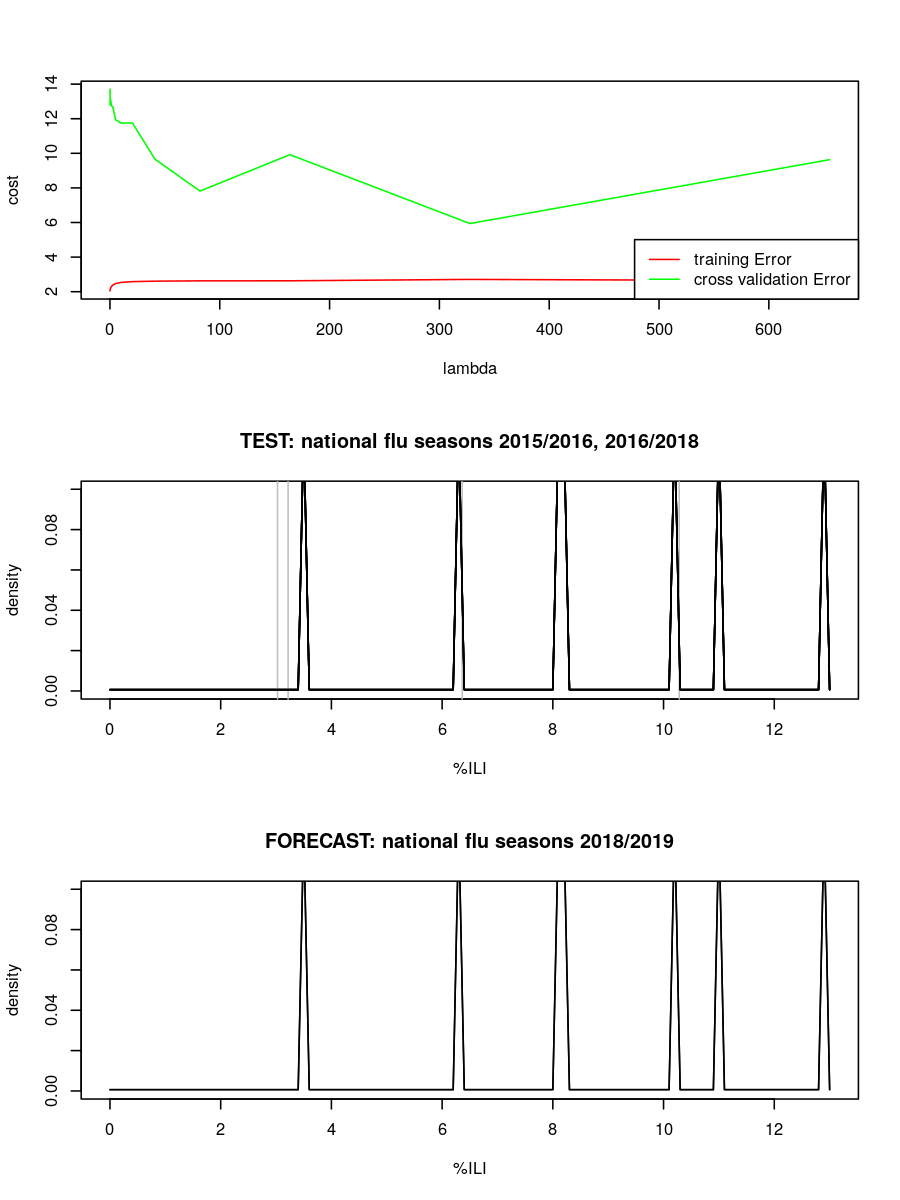 cost
14
12
10
8
6
4
2
training Error
cross validation Error
0 100 200 300 400 500 600
lambda
TEST: national flu seasons 2015/2016, 2016/2018
density
0.08
0.04
0.00
0 2 4 6 8 10 12
%ILI
FORECAST: national flu seasons 2018/2019
density
0.08
0.04
0.00
0 2 4 6 8 10 12
%ILI